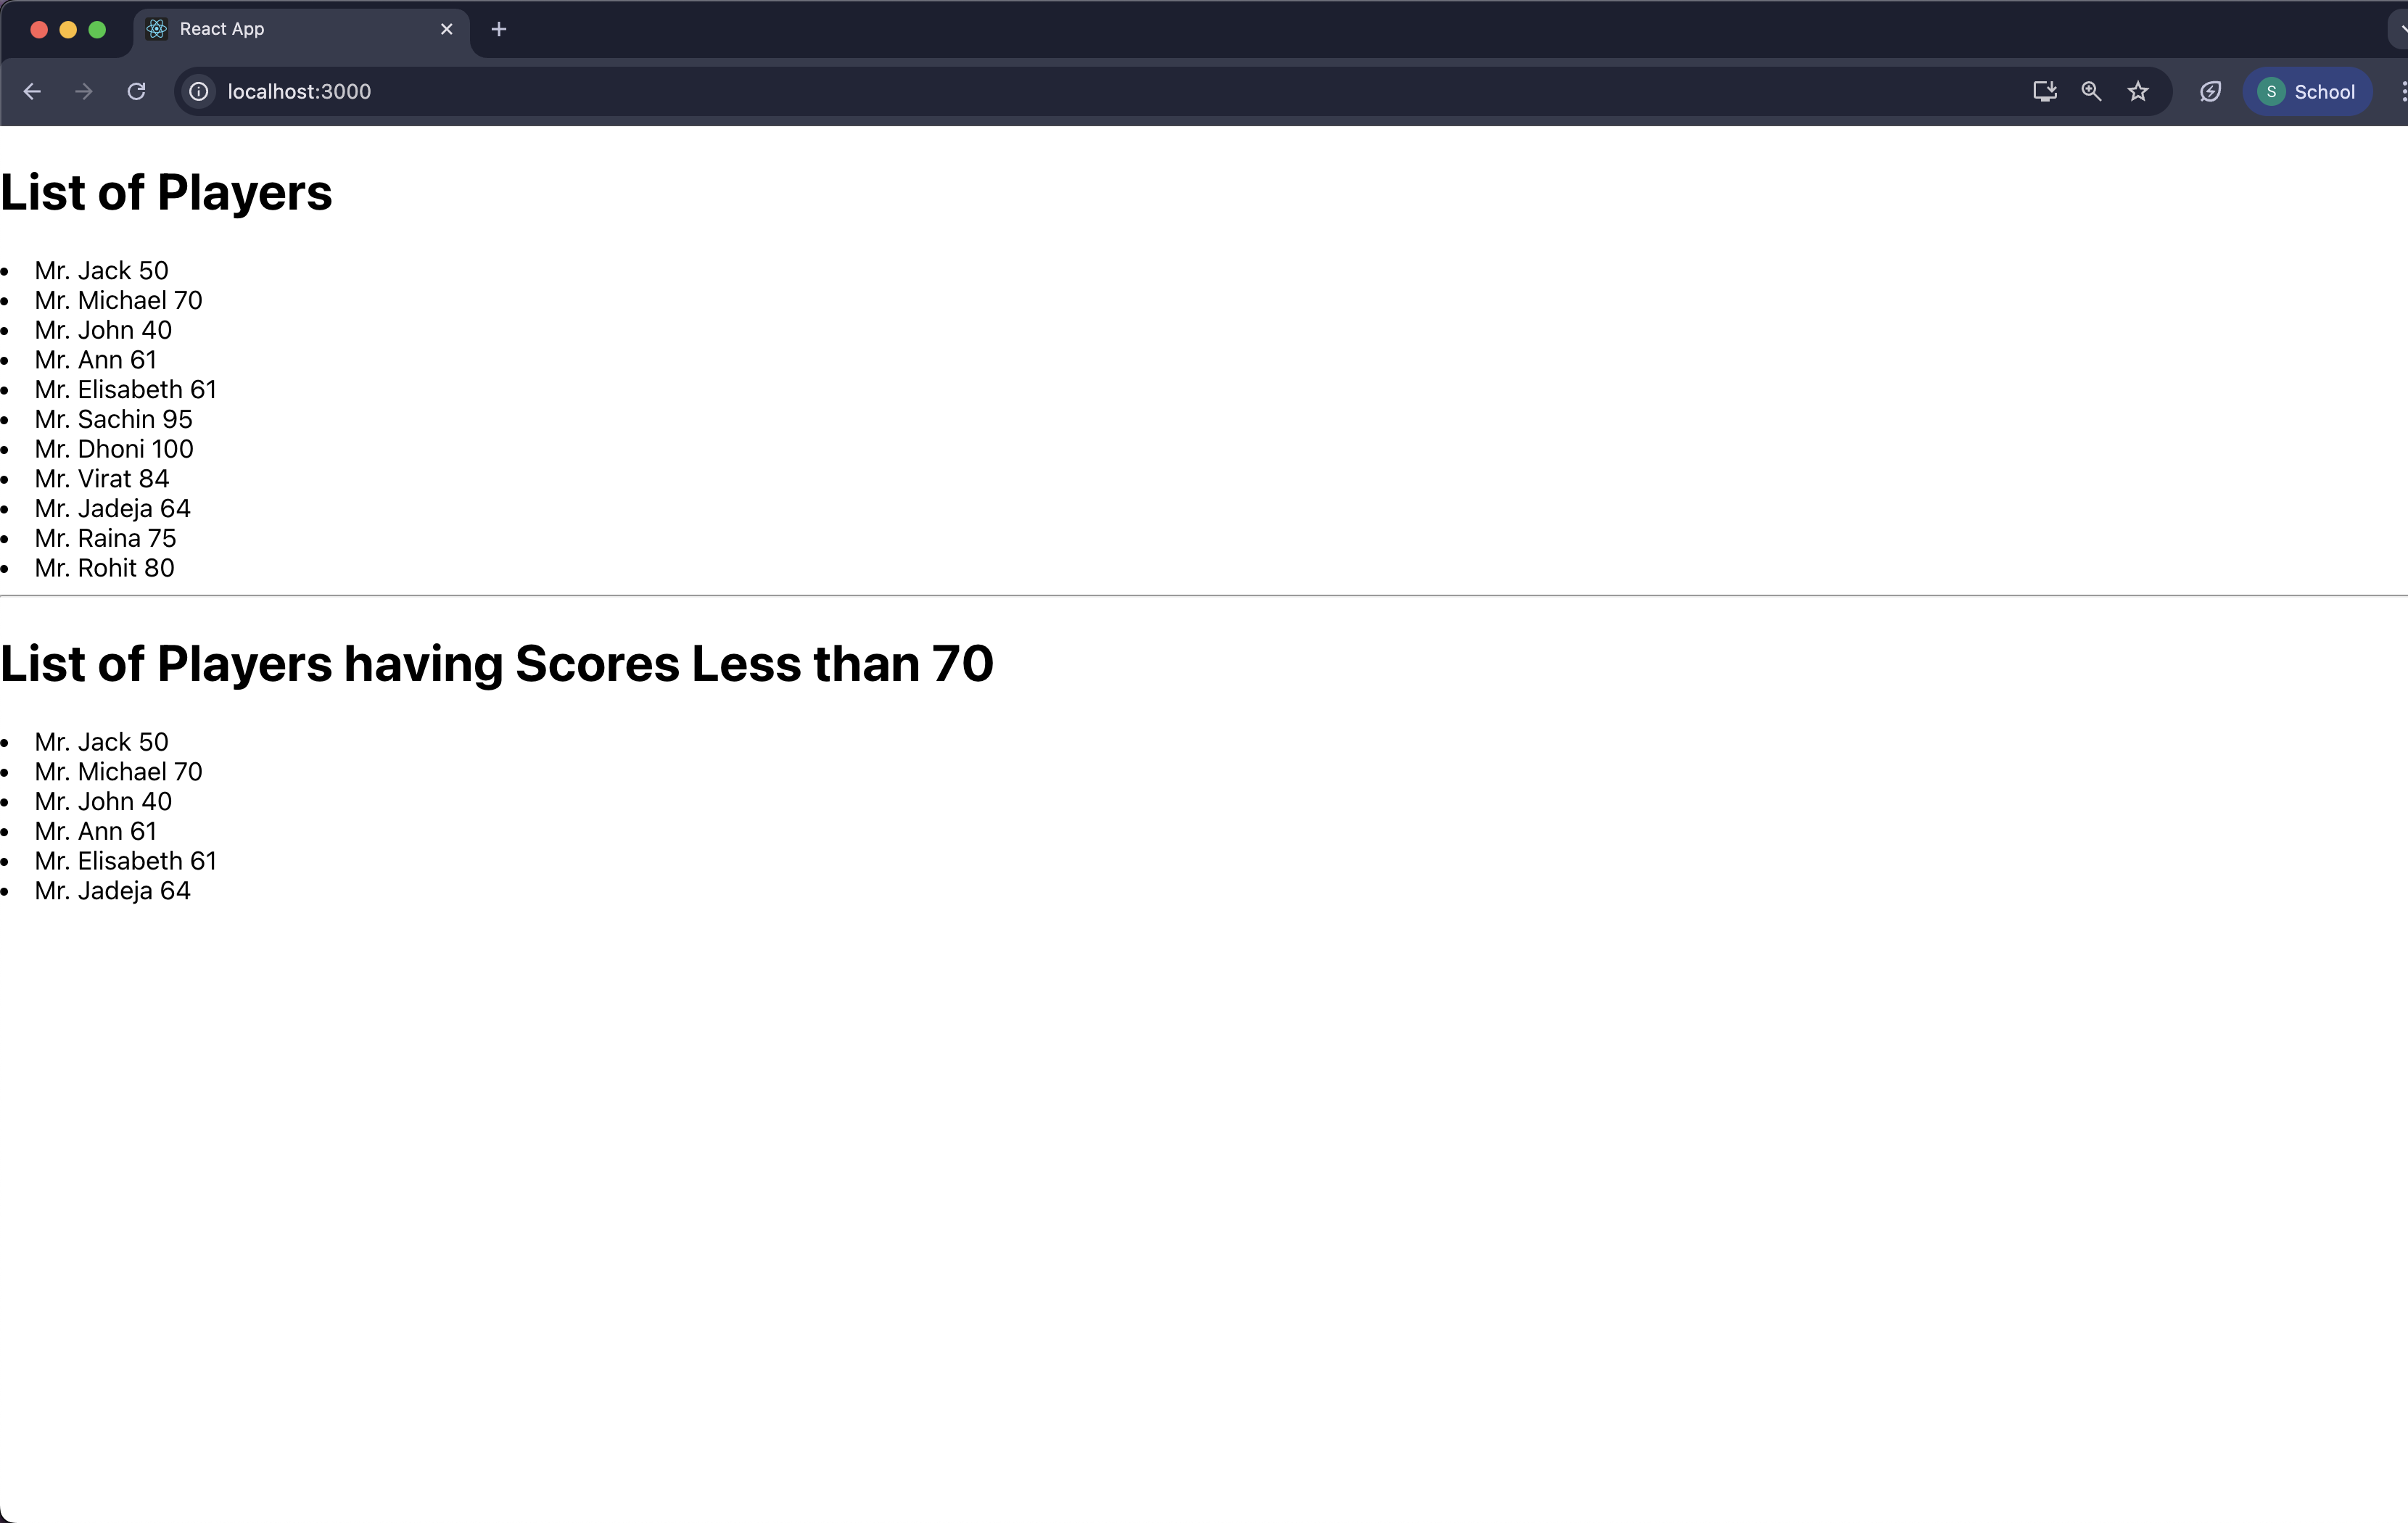 React App
localhost:3000
S School
List of Players
Mr. Jack 50
Mr. Michael 70
Mr. John 40
Mr. Ann 61
Mr. Elisabeth 61
Mr. Sachin 95
Mr. Dhoni 100
Mr. Virat 84
Mr. Jadeja 64
Mr. Raina 75
Mr. Rohit 80
List of Players having Scores Less than 70
Mr. Jack 50
Mr. Michael 70
Mr. John 40
Mr. Ann 61
Mr. Elisabeth 61
Mr. Jadeja 64